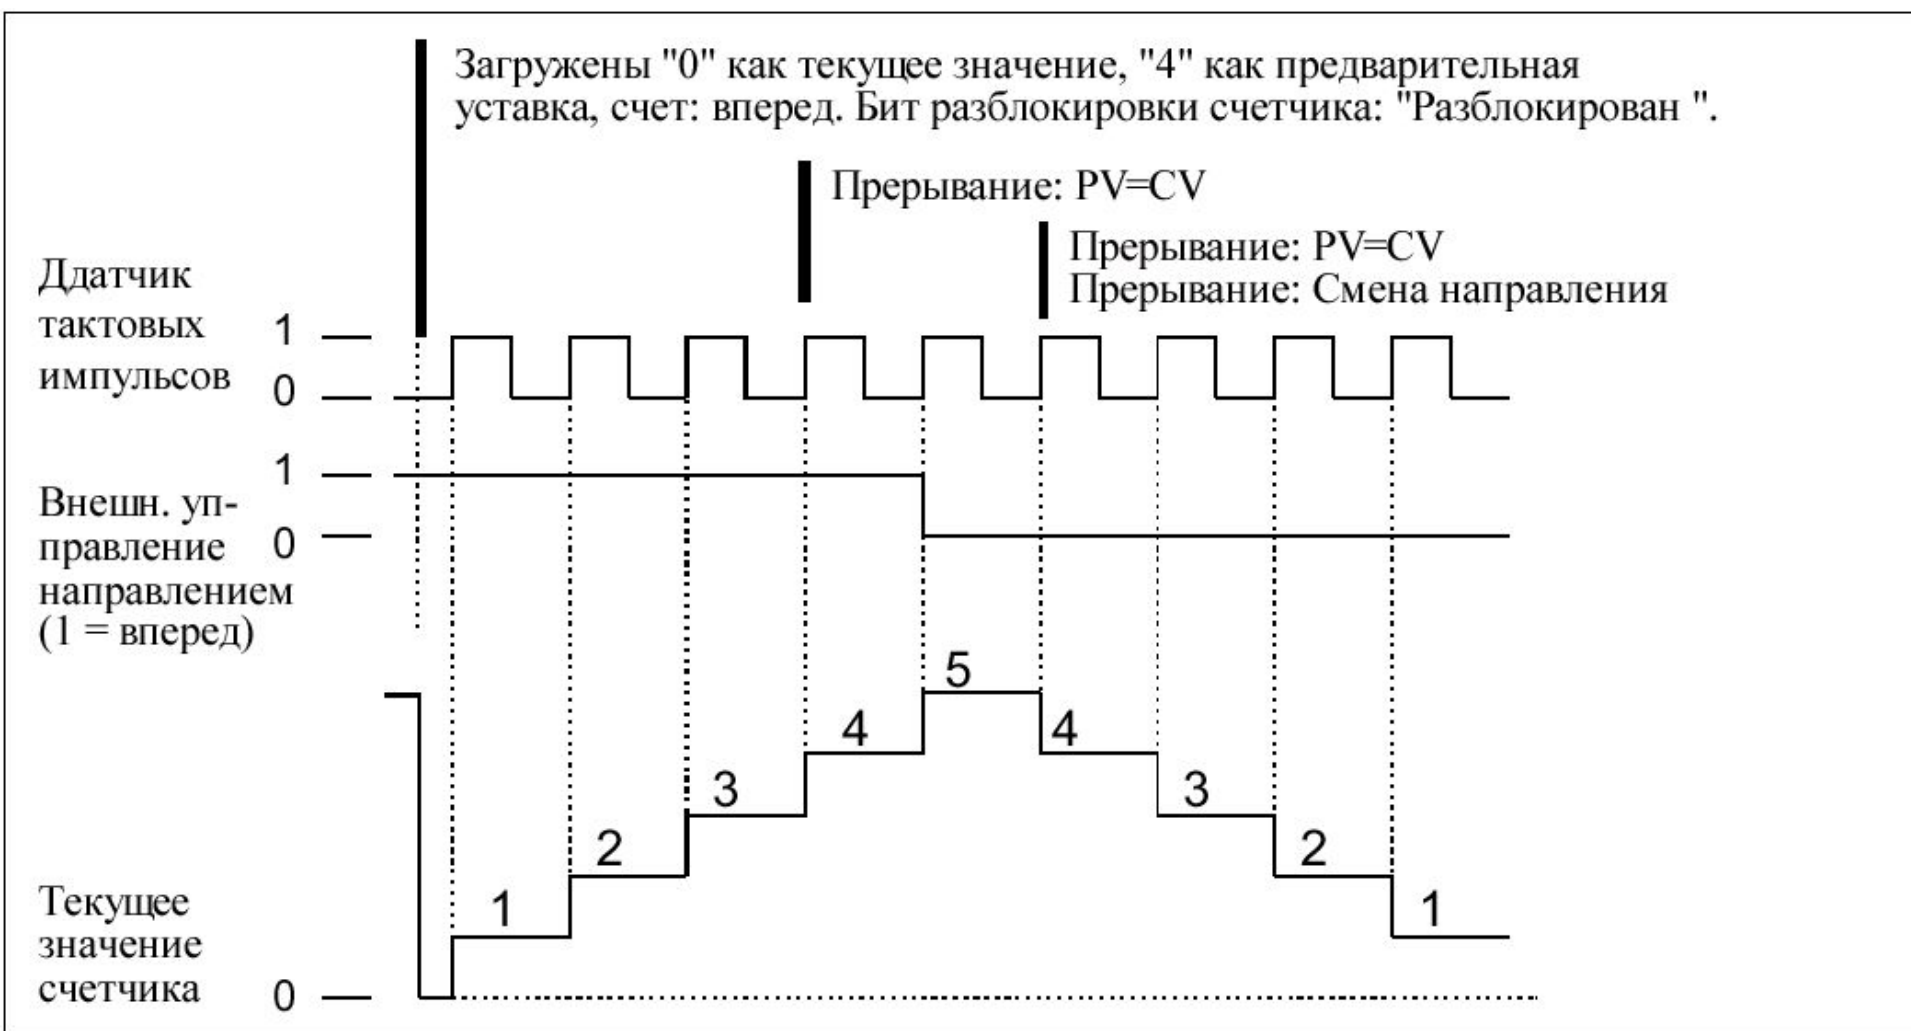 Загружены "0" как текущее значение, "4" как предварительная
уставка, счет: вперед. Бит разблокировки счетчика: "Разблокирован ".
Прерывание: PV=CV
Прерывание: PV=CV
Прерывание: Смена направления
Ддатчик
тактовых
импульсов
1
0
1
0
Внешн. уп-
правление
направлением
(1 = вперед)
5
4
4
3
3
2
2
1
1
Текущее
значение
счетчика
0